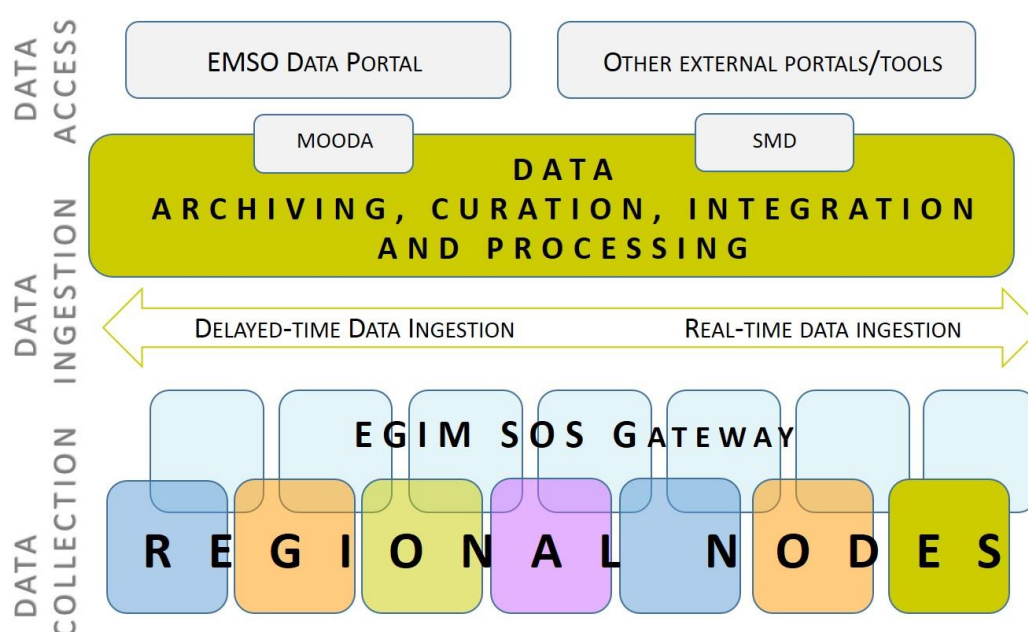 DATA
ACCESS
EMSO DATA PORTAL
OTHER EXTERNAL PORTALS/TOOLS
MOODA
SMD
DATA
INGESTION
DATA
ARCHIVING, CURATION, INTEGRATION
AND PROCESSING
DELAYED-TIME DATA INGESTION
REAL-TIME DATA INGESTION
DATA
COLLECTION
EGIM SOS GATEWAY
REGIONAL NODES